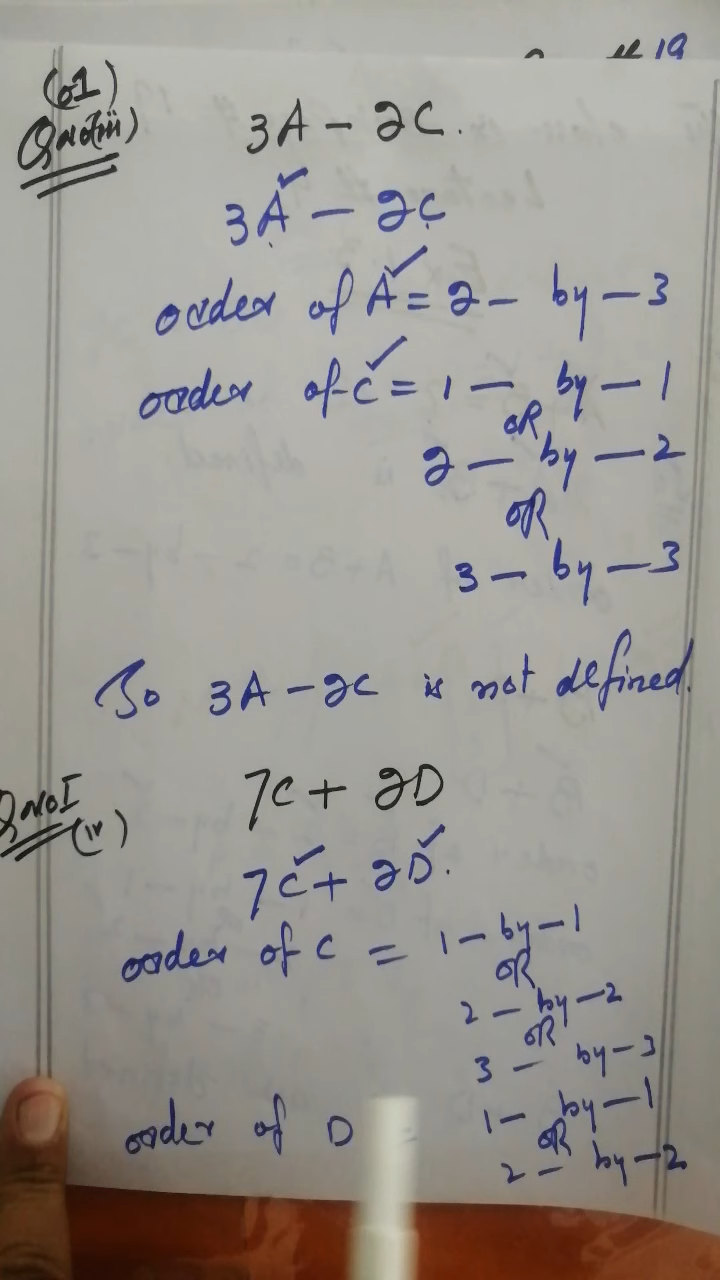 # 19
(01)
Q no (iii) 3A - 2C.
3A - 2C
order of A = 2 - by - 3
order of C = 1 - by - 1
OR
2 - by - 2
OR
3 - by - 3
So 3A - 2C is not defined.
Q no I (iv) 7C + 2D
7C + 2D.
order of C = 1 - by - 1
OR
2 - by - 2
OR
3 - by - 3
order of D = 1 - by - 1
OR
2 - by - 2